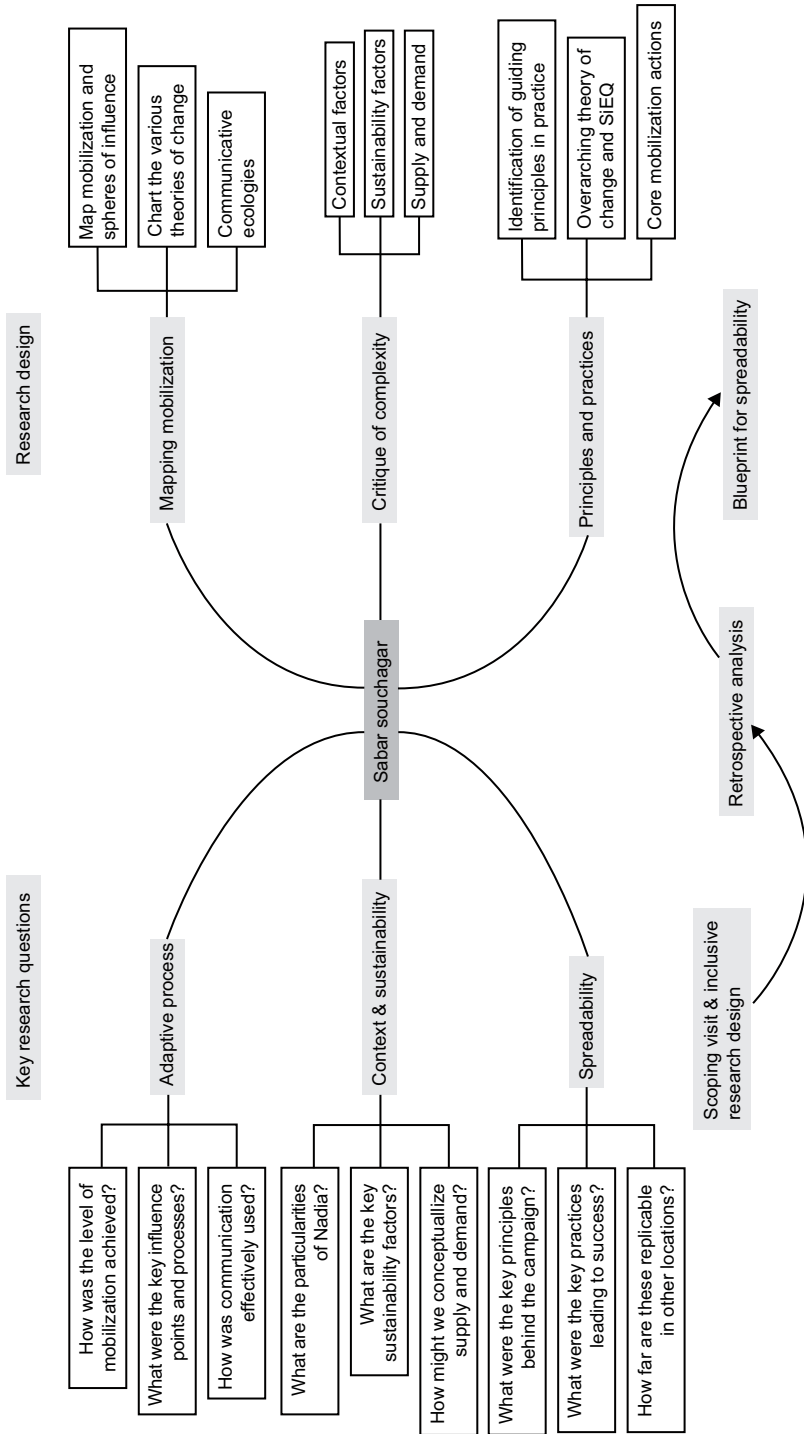 Key research questions
Research design
How was the level of
mobilization achieved?
What were the key influence
points and processes?
How was communication
effectively used?
Adaptive process
What are the particularities
of Nadia?
What are the key
sustainability factors?
How might we conceptuallize
supply and demand?
Context & sustainability
What were the key principles
behind the campaign?
What were the key practices
leading to success?
How far are these replicable
in other locations?
Spreadability
Sabar souchagar
Mapping mobilization
Map mobilization and
spheres of influence
Chart the various
theories of change
Communicative
ecologies
Critique of complexity
Contextual factors
Sustainability factors
Supply and demand
Principles and practices
Identification of guiding
principles in practice
Overarching theory of
change and SiEQ
Core mobilization actions
Scoping visit & inclusive
research design
Retrospective analysis
Blueprint for spreadability